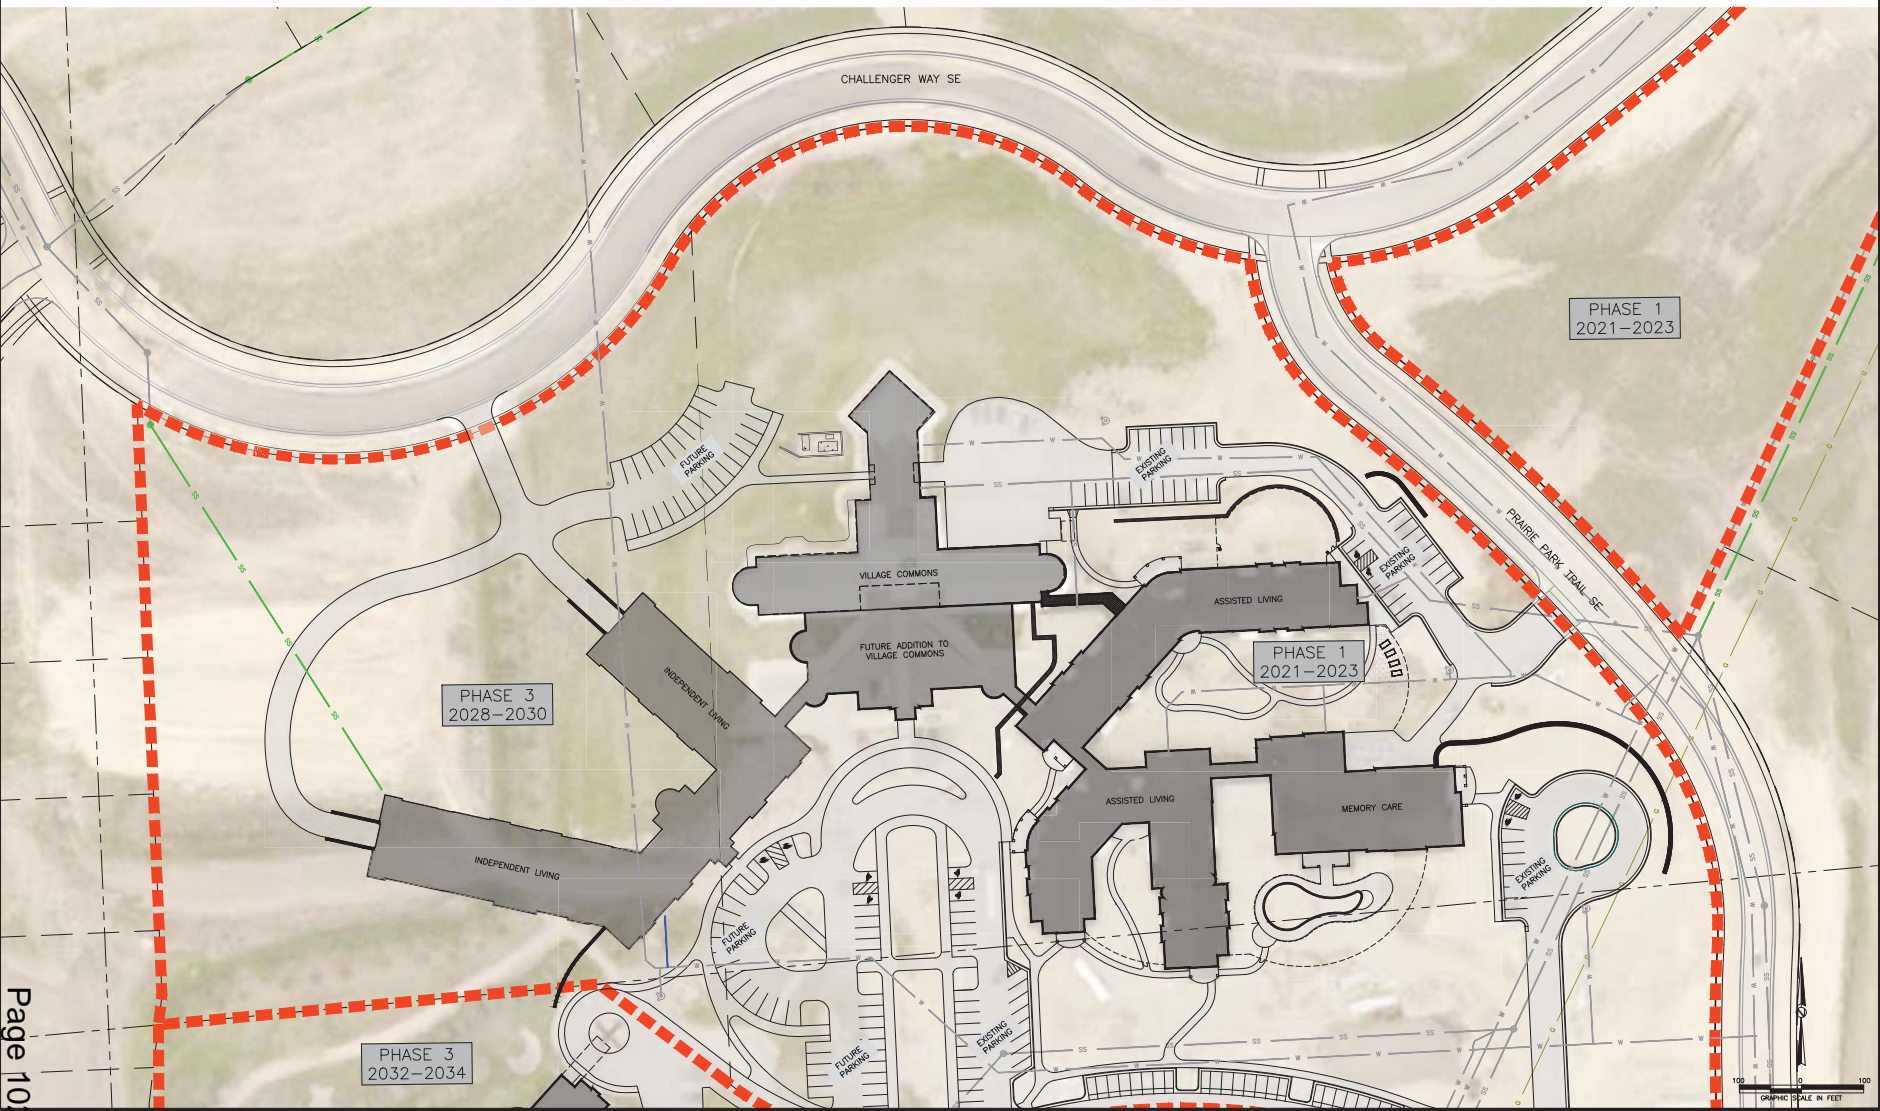 CHALLENGER WAY SE
PHASE 1
2021-2023
FUTURE
PARKING
EXISTING
PARKING
PRAIRIE PARK TRAIL SE
EXISTING
PARKING
VILLAGE COMMONS
ASSISTED LIVING
FUTURE ADDITION TO
VILLAGE COMMONS
PHASE 1
2021-2023
INDEPENDENT LIVING
PHASE 3
2028-2030
ASSISTED LIVING
MEMORY CARE
INDEPENDENT LIVING
EXISTING
PARKING
FUTURE
PARKING
EXISTING
PARKING
FUTURE
PARKING
PHASE 3
2032-2034
Page 10
100
0
100
GRAPHIC SCALE IN FEET